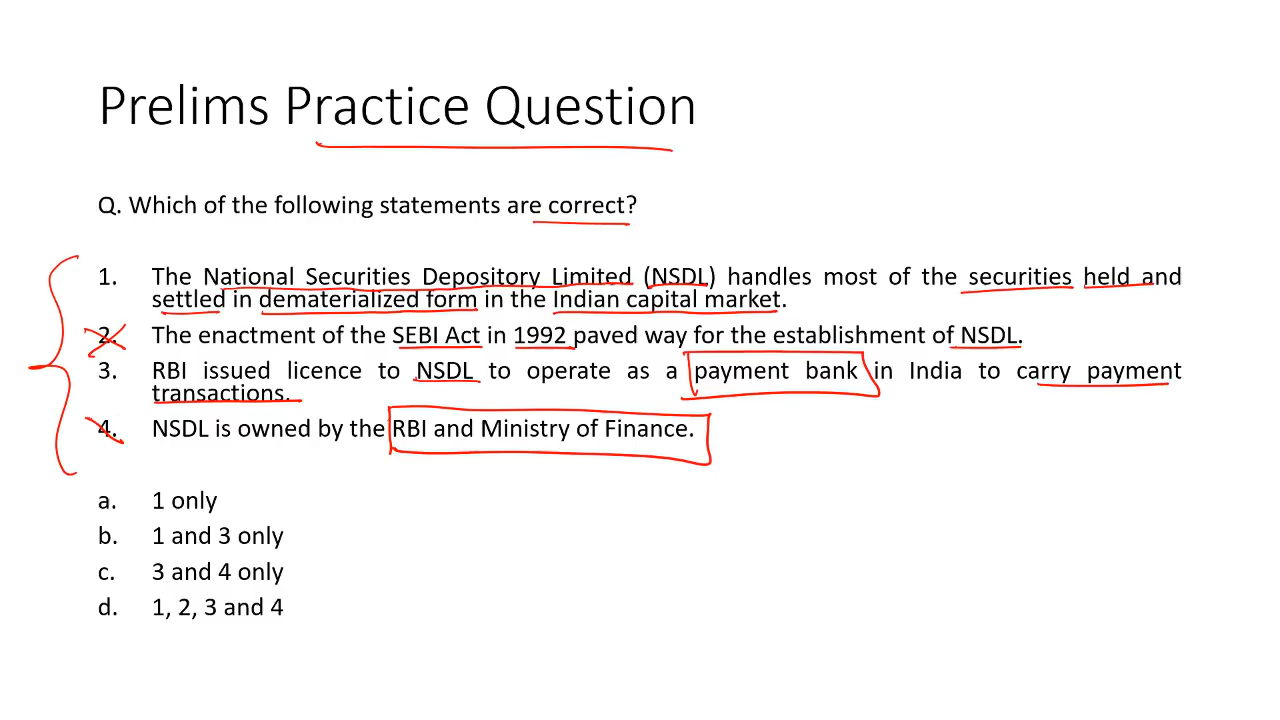 Prelims Practice Question
Q. Which of the following statements are correct?
1. The National Securities Depository Limited (NSDL) handles most of the securities held and
settled in dematerialized form in the Indian capital market.
2. The enactment of the SEBI Act in 1992 paved way for the establishment of NSDL.
3. RBI issued licence to NSDL to operate as a payment bank in India to carry payment
transactions.
4. NSDL is owned by the RBI and Ministry of Finance.
a. 1 only
b. 1 and 3 only
c. 3 and 4 only
d. 1, 2, 3 and 4